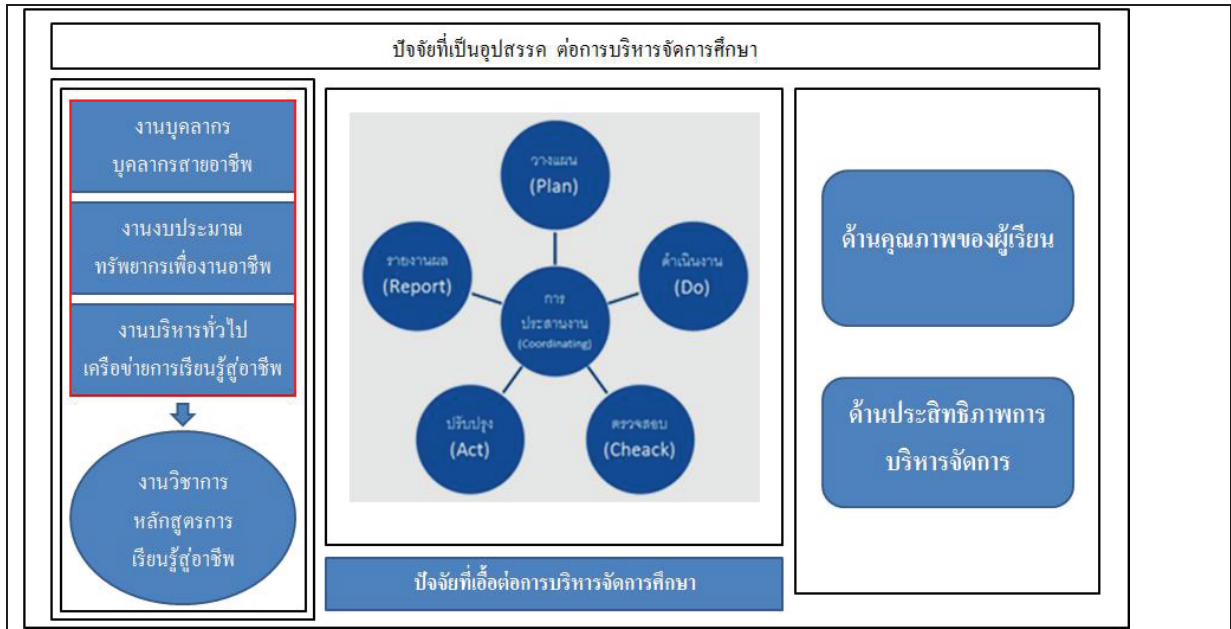 ปัจจัยที่เป็นอุปสรรค ต่อการบริหารจัดการศึกษา
งานบุคลากร
บุคลากรสายอาชีพ
งานงบประมาณ
ทรัพยากรเพื่องานอาชีพ
งานบริหารทั่วไป
เครือข่ายการเรียนรู้สู่อาชีพ
งานวิชาการ
หลักสูตรการ
เรียนรู้สู่อาชีพ
วางแผน
(Plan)
ดำเนินงาน
(Do)
ตรวจสอบ
(Cheack)
ปรับปรุง
(Act)
รายงานผล
(Report)
การ
ประสานงาน
(Coordinating)
ปัจจัยที่เอื้อต่อการบริหารจัดการศึกษา
ด้านคุณภาพของผู้เรียน
ด้านประสิทธิภาพการ
บริหารจัดการ